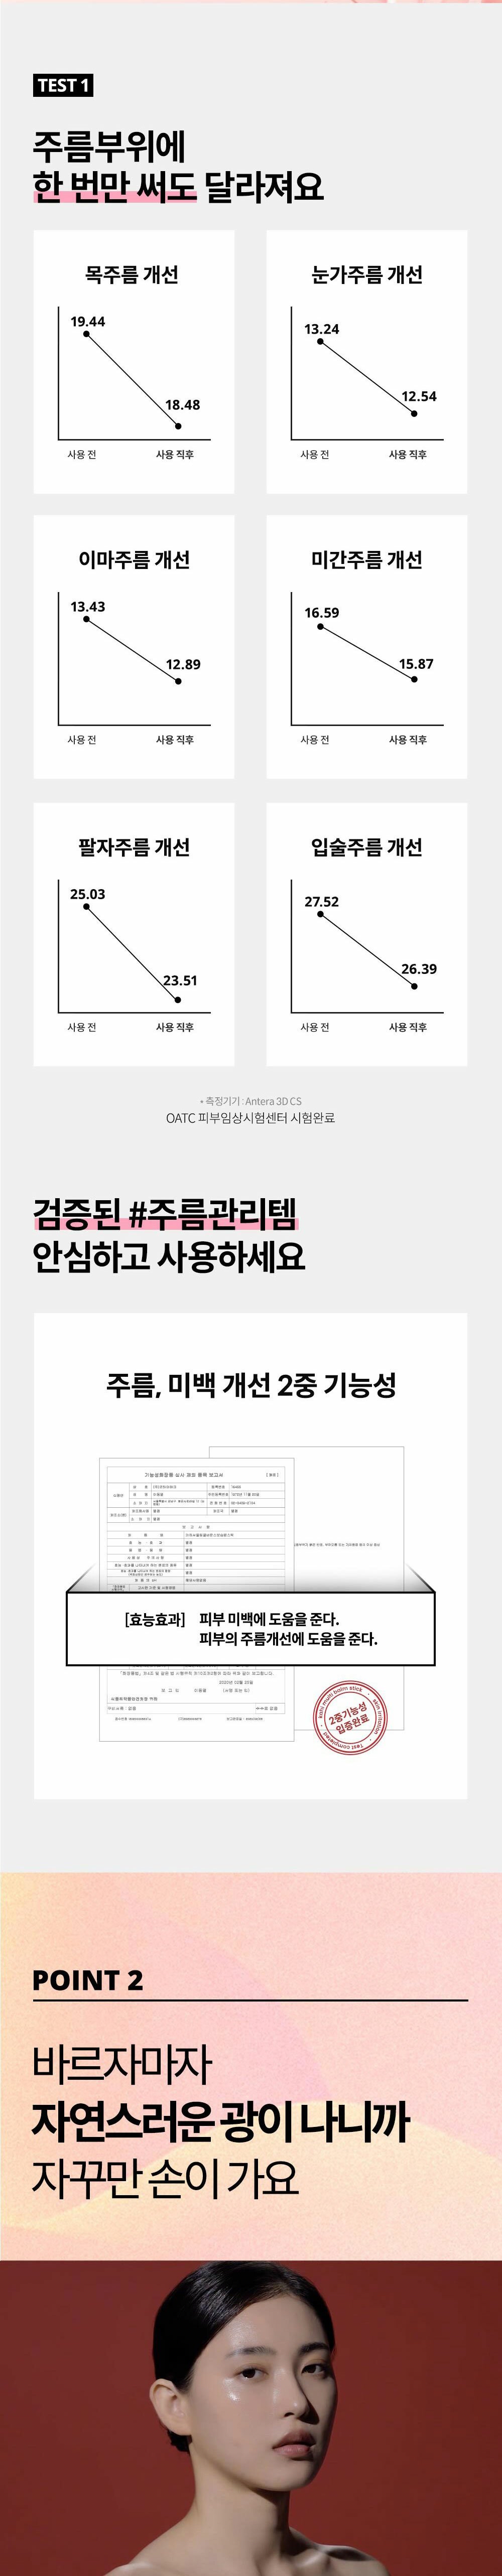 TEST 1
주름부위에
한 번만 써도 달라져요
목주름 개선
19.44
18.48
사용 전
사용 직후
눈가주름 개선
13.24
12.54
사용 전
사용 직후
이마주름 개선
13.43
12.89
사용 전
사용 직후
미간주름 개선
16.59
15.87
사용 전
사용 직후
팔자주름 개선
25.03
23.51
사용 전
사용 직후
입술주름 개선
27.52
26.39
사용 전
사용 직후
* 측정기기 : Antera 3D CS
OATC 피부임상시험센터 시험완료
검증된 #주름관리템
안심하고 사용하세요
주름, 미백 개선 2중 기능성
기능성화장품 심사 제외 품목 보고서
[효능효과] 피부 미백에 도움을 준다.
피부의 주름개선에 도움을 준다.
2중기능성
입증완료
POINT 2
바르자마자
자연스러운 광이 나니까
자꾸만 손이 가요